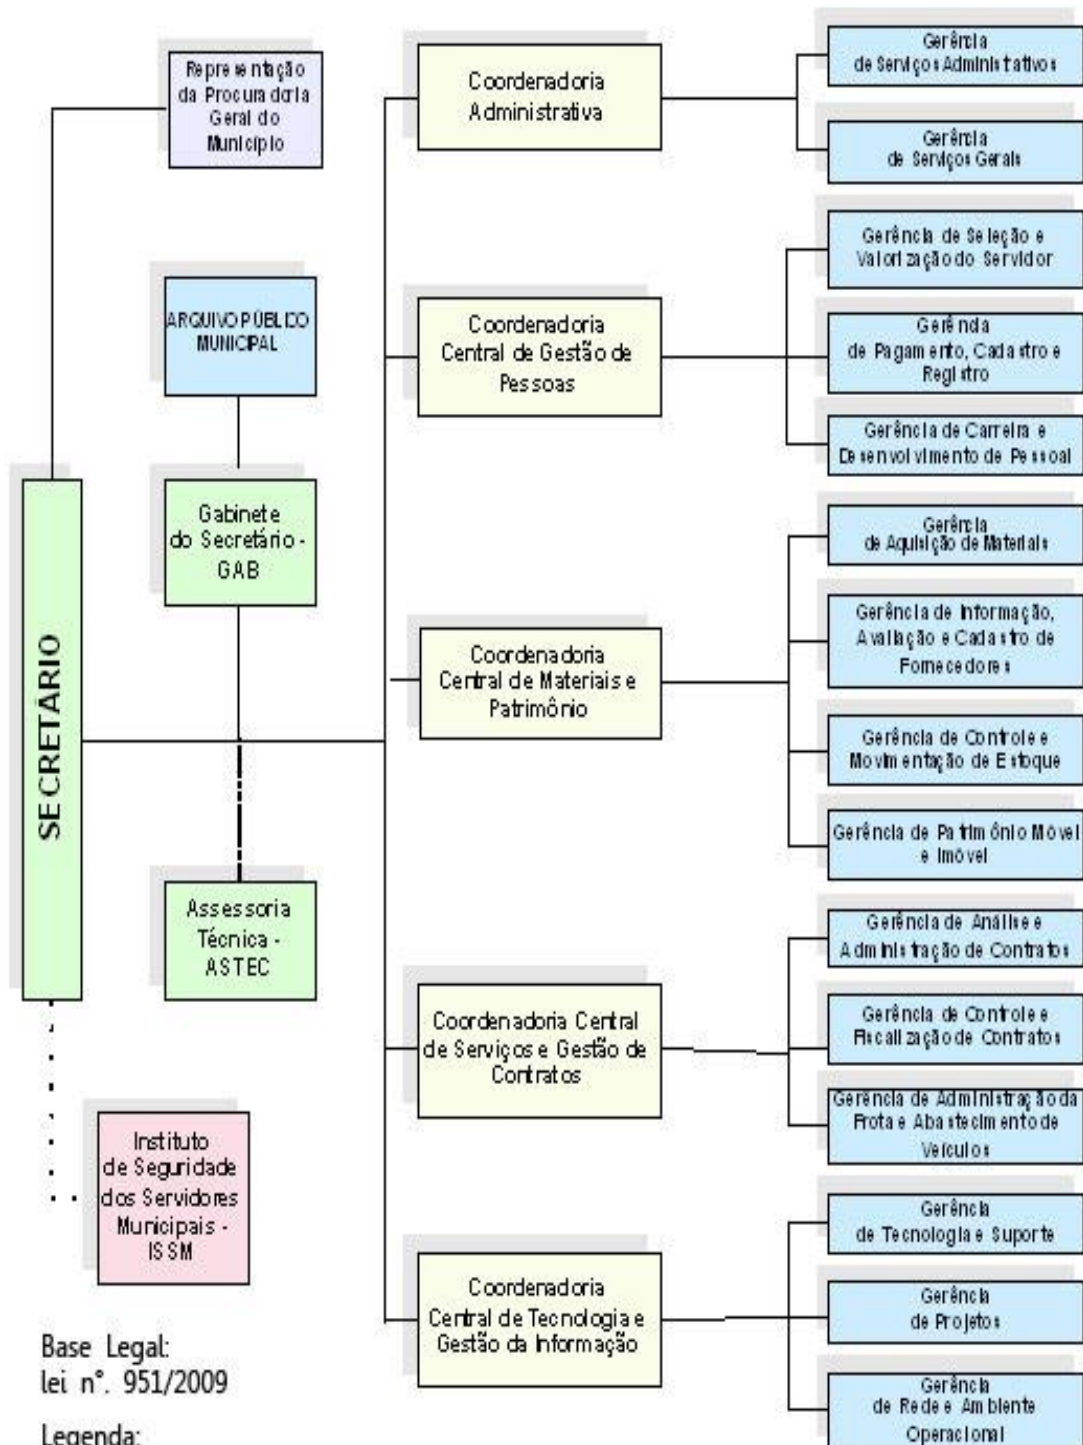 Representação
da Procuradoria
Geral do
Município
ARQUIVO PÚBLICO
MUNICIPAL
Gabinete
do Secretário -
GAB
SECRETÁRIO
Assessoria
Técnica -
ASTEC
Instituto
de Seguridade
dos Servidores
Municipais -
ISSM
Base Legal:
lei n°. 951/2009
Legenda:
Coordenadoria
Administrativa
Gerência
de Serviços Administrativos
Gerência
de Serviços Gerais
Coordenadoria
Central de Gestão de
Pessoas
Gerência de Seleção e
Valorização do Servidor
Gerência
de Pagamento, Cadastro e
Registro
Gerência de Carreira e
Desenvolvimento de Pessoal
Coordenadoria
Central de Materiais e
Patrimônio
Gerência
de Aquisição de Materiais
Gerência de Informação,
Avaliação e Cadastro de
Fornecedores
Gerência de Controle e
Movimentação de Estoque
Gerência de Patrimônio Móvel
e Imóvel
Coordenadoria Central
de Serviços e Gestão de
Contratos
Gerência de Análise e
Administração de Contratos
Gerência de Controle e
Fiscalização de Contratos
Gerência de Administração da
Frota e Abastecimento de
Veículos
Coordenadoria
Central de Tecnologia e
Gestão da Informação
Gerência
de Tecnologia e Suporte
Gerência
de Projetos
Gerência
de Rede e Ambiente
Operacional